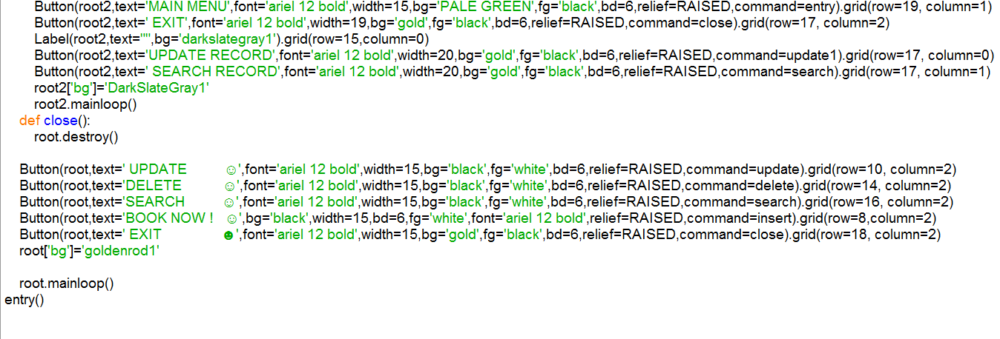 Button(root2,text='MAIN MENU',font='ariel 12 bold',width=15,bg='PALE GREEN',fg='black',bd=6,relief=RAISED,command=entry).grid(row=19, column=1)
Button(root2,text=' EXIT',font='ariel 12 bold',width=19,bg='gold',fg='black',bd=6,relief=RAISED,command=close).grid(row=17, column=2)
Label(root2,text="",bg='darkslategray1').grid(row=15,column=0)
Button(root2,text='UPDATE RECORD',font='ariel 12 bold',width=20,bg='gold',fg='black',bd=6,relief=RAISED,command=update1).grid(row=17, column=0)
Button(root2,text=' SEARCH RECORD',font='ariel 12 bold',width=20,bg='gold',fg='black',bd=6,relief=RAISED,command=search).grid(row=17, column=1)
root2['bg']='DarkSlateGray1'
root2.mainloop()
def close():
root.destroy()
Button(root,text=' UPDATE ☺',font='ariel 12 bold',width=15,bg='black',fg='white',bd=6,relief=RAISED,command=update).grid(row=10, column=2)
Button(root,text='DELETE ☺',font='ariel 12 bold',width=15,bg='black',fg='white',bd=6,relief=RAISED,command=delete).grid(row=14, column=2)
Button(root,text='SEARCH ☺',font='ariel 12 bold',width=15,bg='black',fg='white',bd=6,relief=RAISED,command=search).grid(row=16, column=2)
Button(root,text='BOOK NOW ! ☺',bg='black',width=15,bd=6,fg='white',font='ariel 12 bold',relief=RAISED,command=insert).grid(row=8,column=2)
Button(root,text=' EXIT ☻',font='ariel 12 bold',width=15,bg='gold',fg='black',bd=6,relief=RAISED,command=close).grid(row=18, column=2)
root['bg']='goldenrod1'
root.mainloop()
entry()